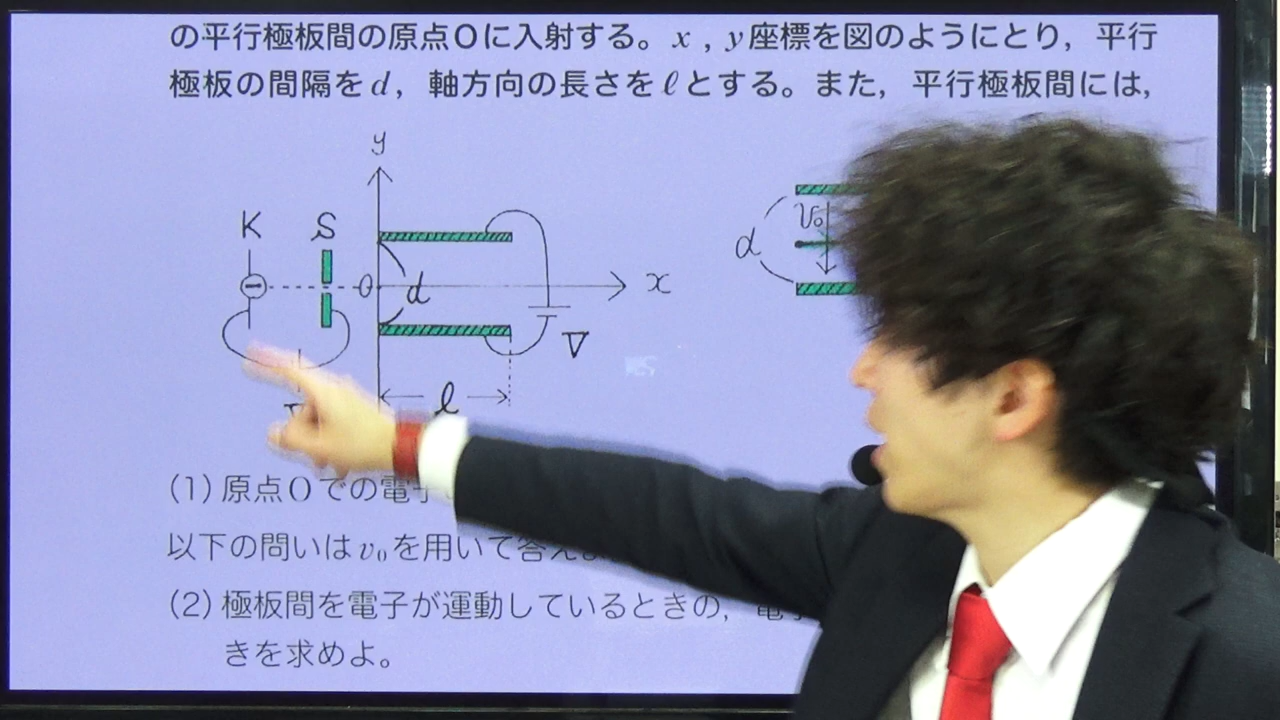 の平行極板間の原点Oに入射する。x , y座標を図のようにとり，平行
極板の間隔をd，軸方向の長さをℓとする。また，平行極板間には，
y
K
S
O
d
x
V
ℓ
d
v₀
(1) 原点Oでの電子
以下の問いはv₀を用いて答え
(2) 極板間を電子が運動しているときの，電
きを求めよ。